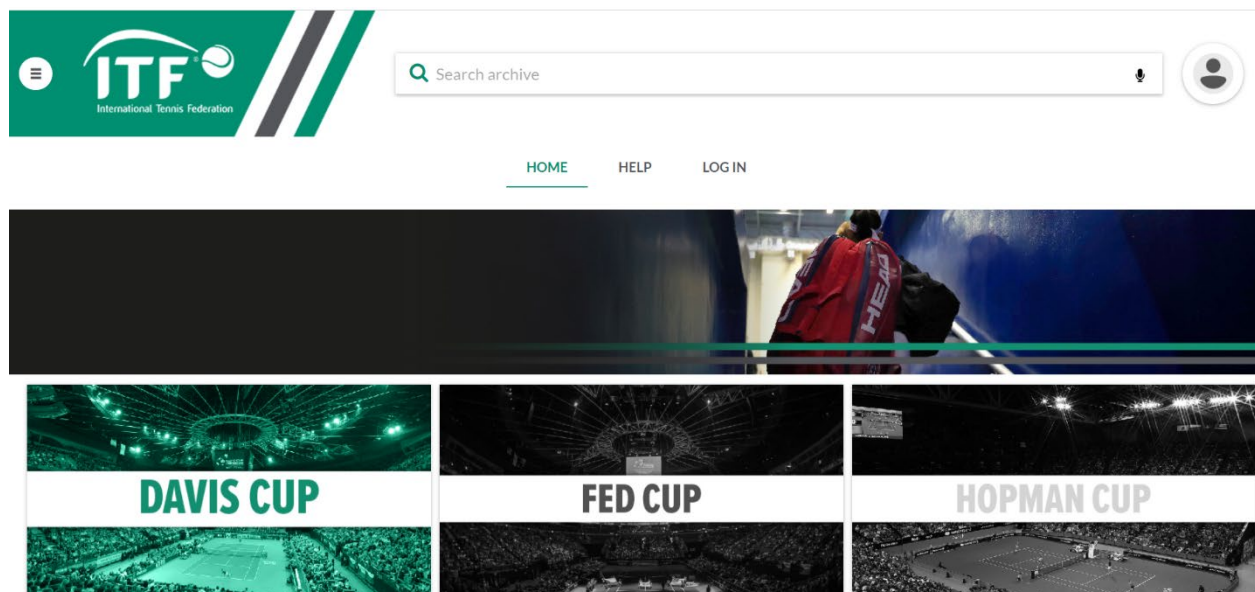 ITF
International Tennis Federation
Search archive
HOME
HELP
LOG IN
HEAD
DAVIS CUP
FED CUP
HOPMAN CUP